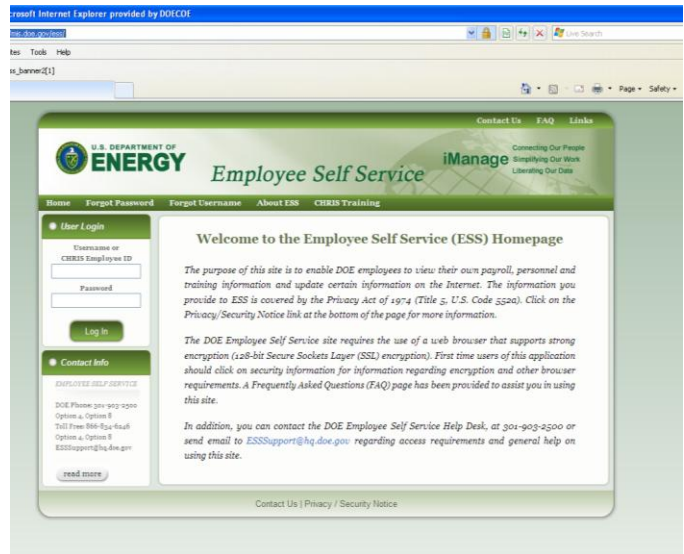 crosoft Internet Explorer provided by DOECOE
mis.doe.gov/ess/
Live Search
tes Tools Help
ss_banner2[1]
Page Safety
Contact Us FAQ Links
U.S. DEPARTMENT OF
ENERGY
Employee Self Service
iManage
Connecting Our People
Simplifying Our Work
Liberating Our Data
Home Forgot Password Forgot Username About ESS CHRIS Training
User Login
Username or
CHRIS Employee ID
Password
Log In
Contact Info
EMPLOYEE SELF SERVICE
DOE Phone: 301-903-2500
Option 4, Option 8
Toll Free: 866-834-6246
Option 4, Option 8
ESSSupport@hq.doe.gov
read more
Welcome to the Employee Self Service (ESS) Homepage
The purpose of this site is to enable DOE employees to view their own payroll, personnel and
training information and update certain information on the Internet. The information you
provide to ESS is covered by the Privacy Act of 1974 (Title 5, U.S. Code 552a). Click on the
Privacy/Security Notice link at the bottom of the page for more information.
The DOE Employee Self Service site requires the use of a web browser that supports strong
encryption (128-bit Secure Sockets Layer (SSL) encryption). First time users of this application
should click on security information for information regarding encryption and other browser
requirements. A Frequently Asked Questions (FAQ) page has been provided to assist you in using
this site.
In addition, you can contact the DOE Employee Self Service Help Desk, at 301-903-2500 or
send email to ESSSupport@hq.doe.gov regarding access requirements and general help on
using this site.
Contact Us | Privacy / Security Notice